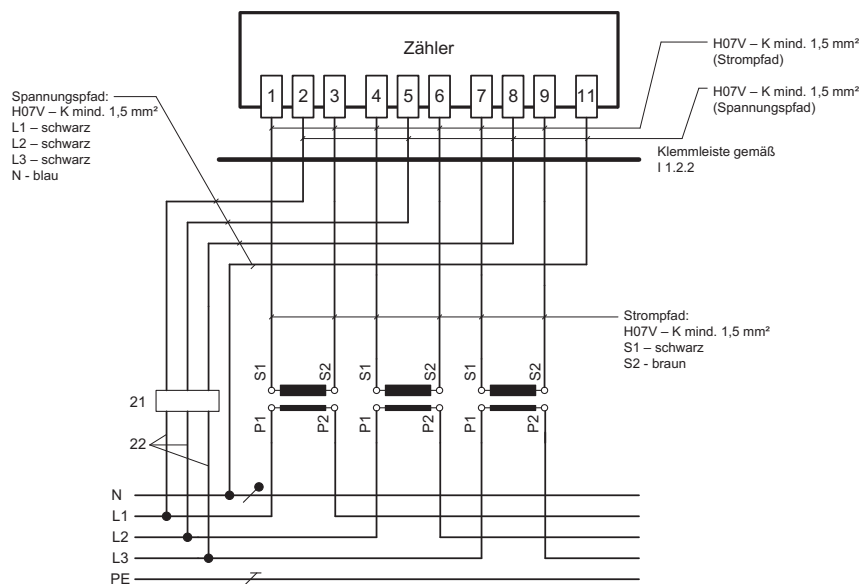 Zähler
1 2 3 4 5 6 7 8 9 11
H07V – K mind. 1,5 mm²
(Strompfad)
H07V – K mind. 1,5 mm²
(Spannungspfad)
Spannungspfad:
H07V – K mind. 1,5 mm²
L1 – schwarz
L2 – schwarz
L3 – schwarz
N - blau
Klemmleiste gemäß
I 1.2.2
Strompfad:
H07V – K mind. 1,5 mm²
S1 – schwarz
S2 - braun
S1 S2 S1 S2 S1 S2
P1 P2 P1 P2 P1 P2
21
22
N
L1
L2
L3
PE